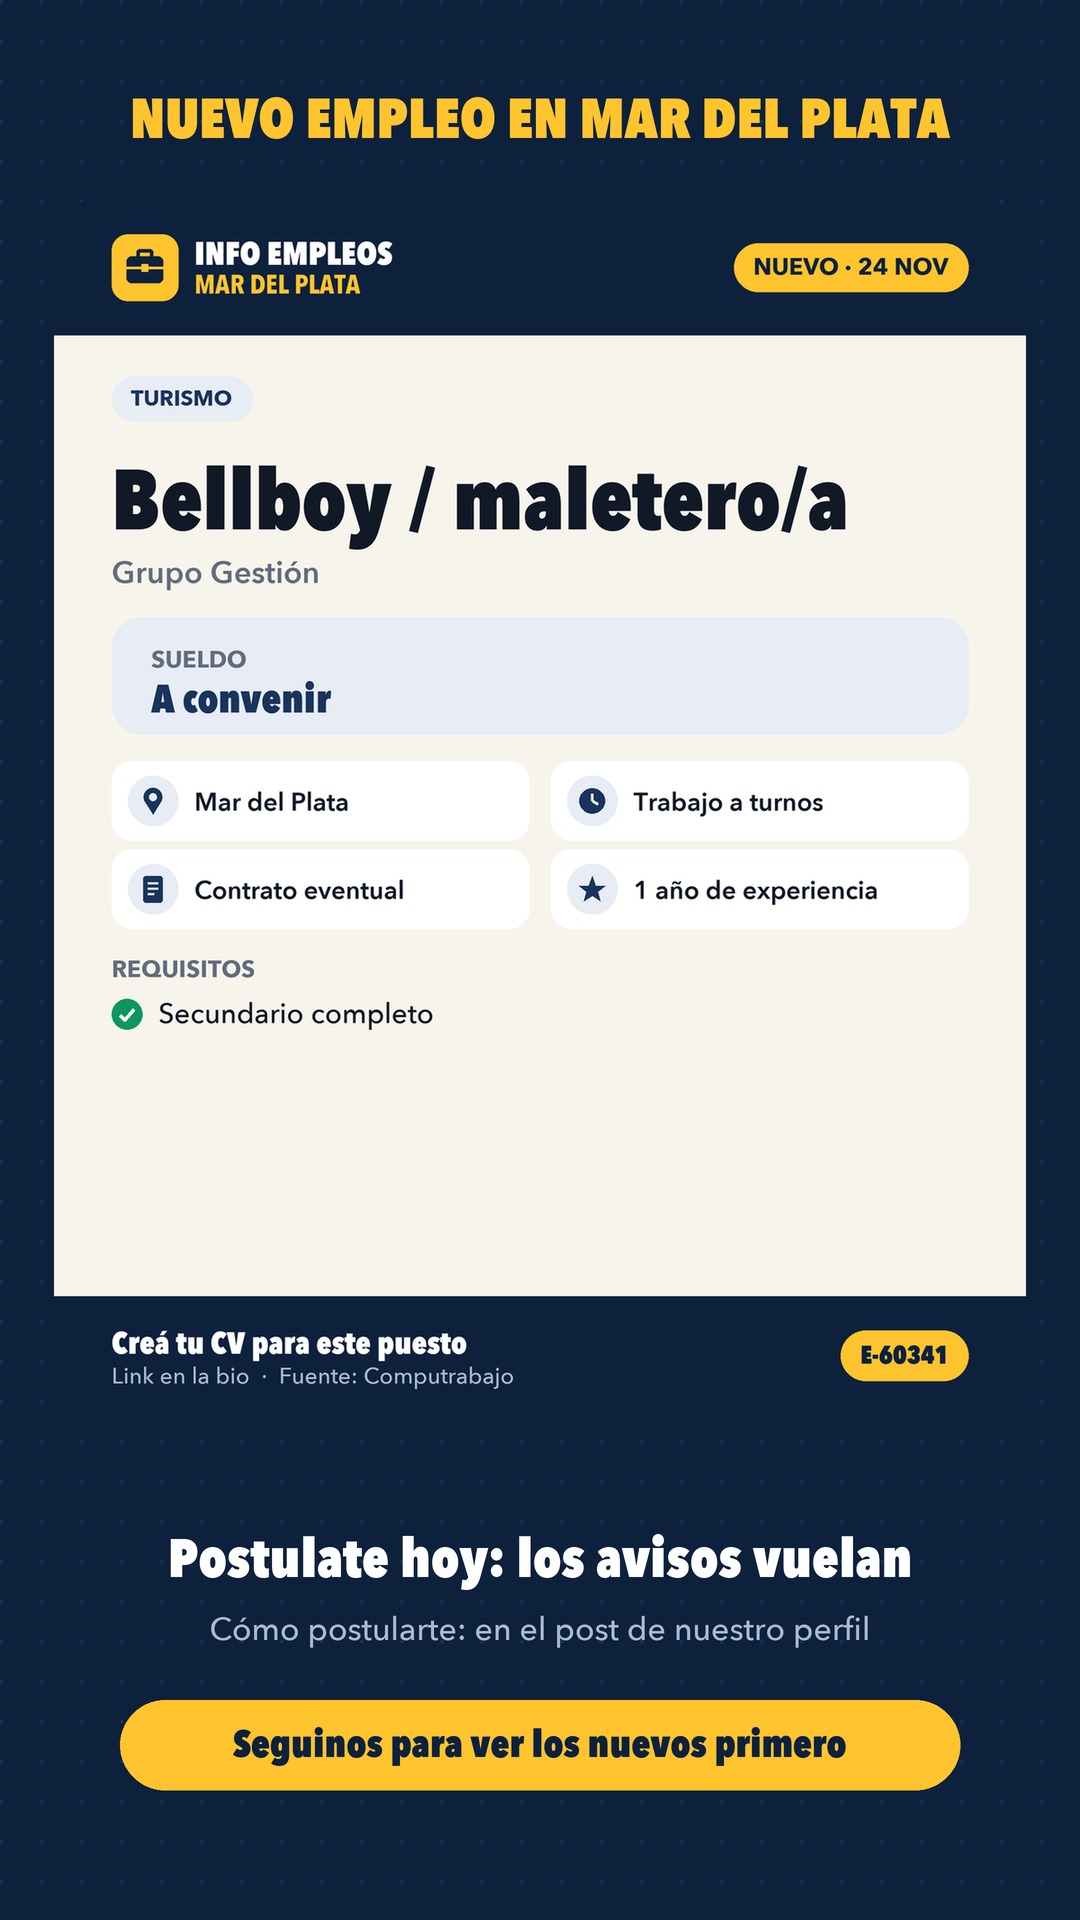 NUEVO EMPLEO EN MAR DEL PLATA
INFO EMPLEOS
MAR DEL PLATA
NUEVO · 24 NOV
TURISMO
Bellboy / maletero/a
Grupo Gestión
SUELDO
A convenir
Mar del Plata
Trabajo a turnos
Contrato eventual
1 año de experiencia
REQUISITOS
Secundario completo
Creá tu CV para este puesto
Link en la bio · Fuente: Computrabajo
E-60341
Postulate hoy: los avisos vuelan
Cómo postularte: en el post de nuestro perfil
Seguinos para ver los nuevos primero